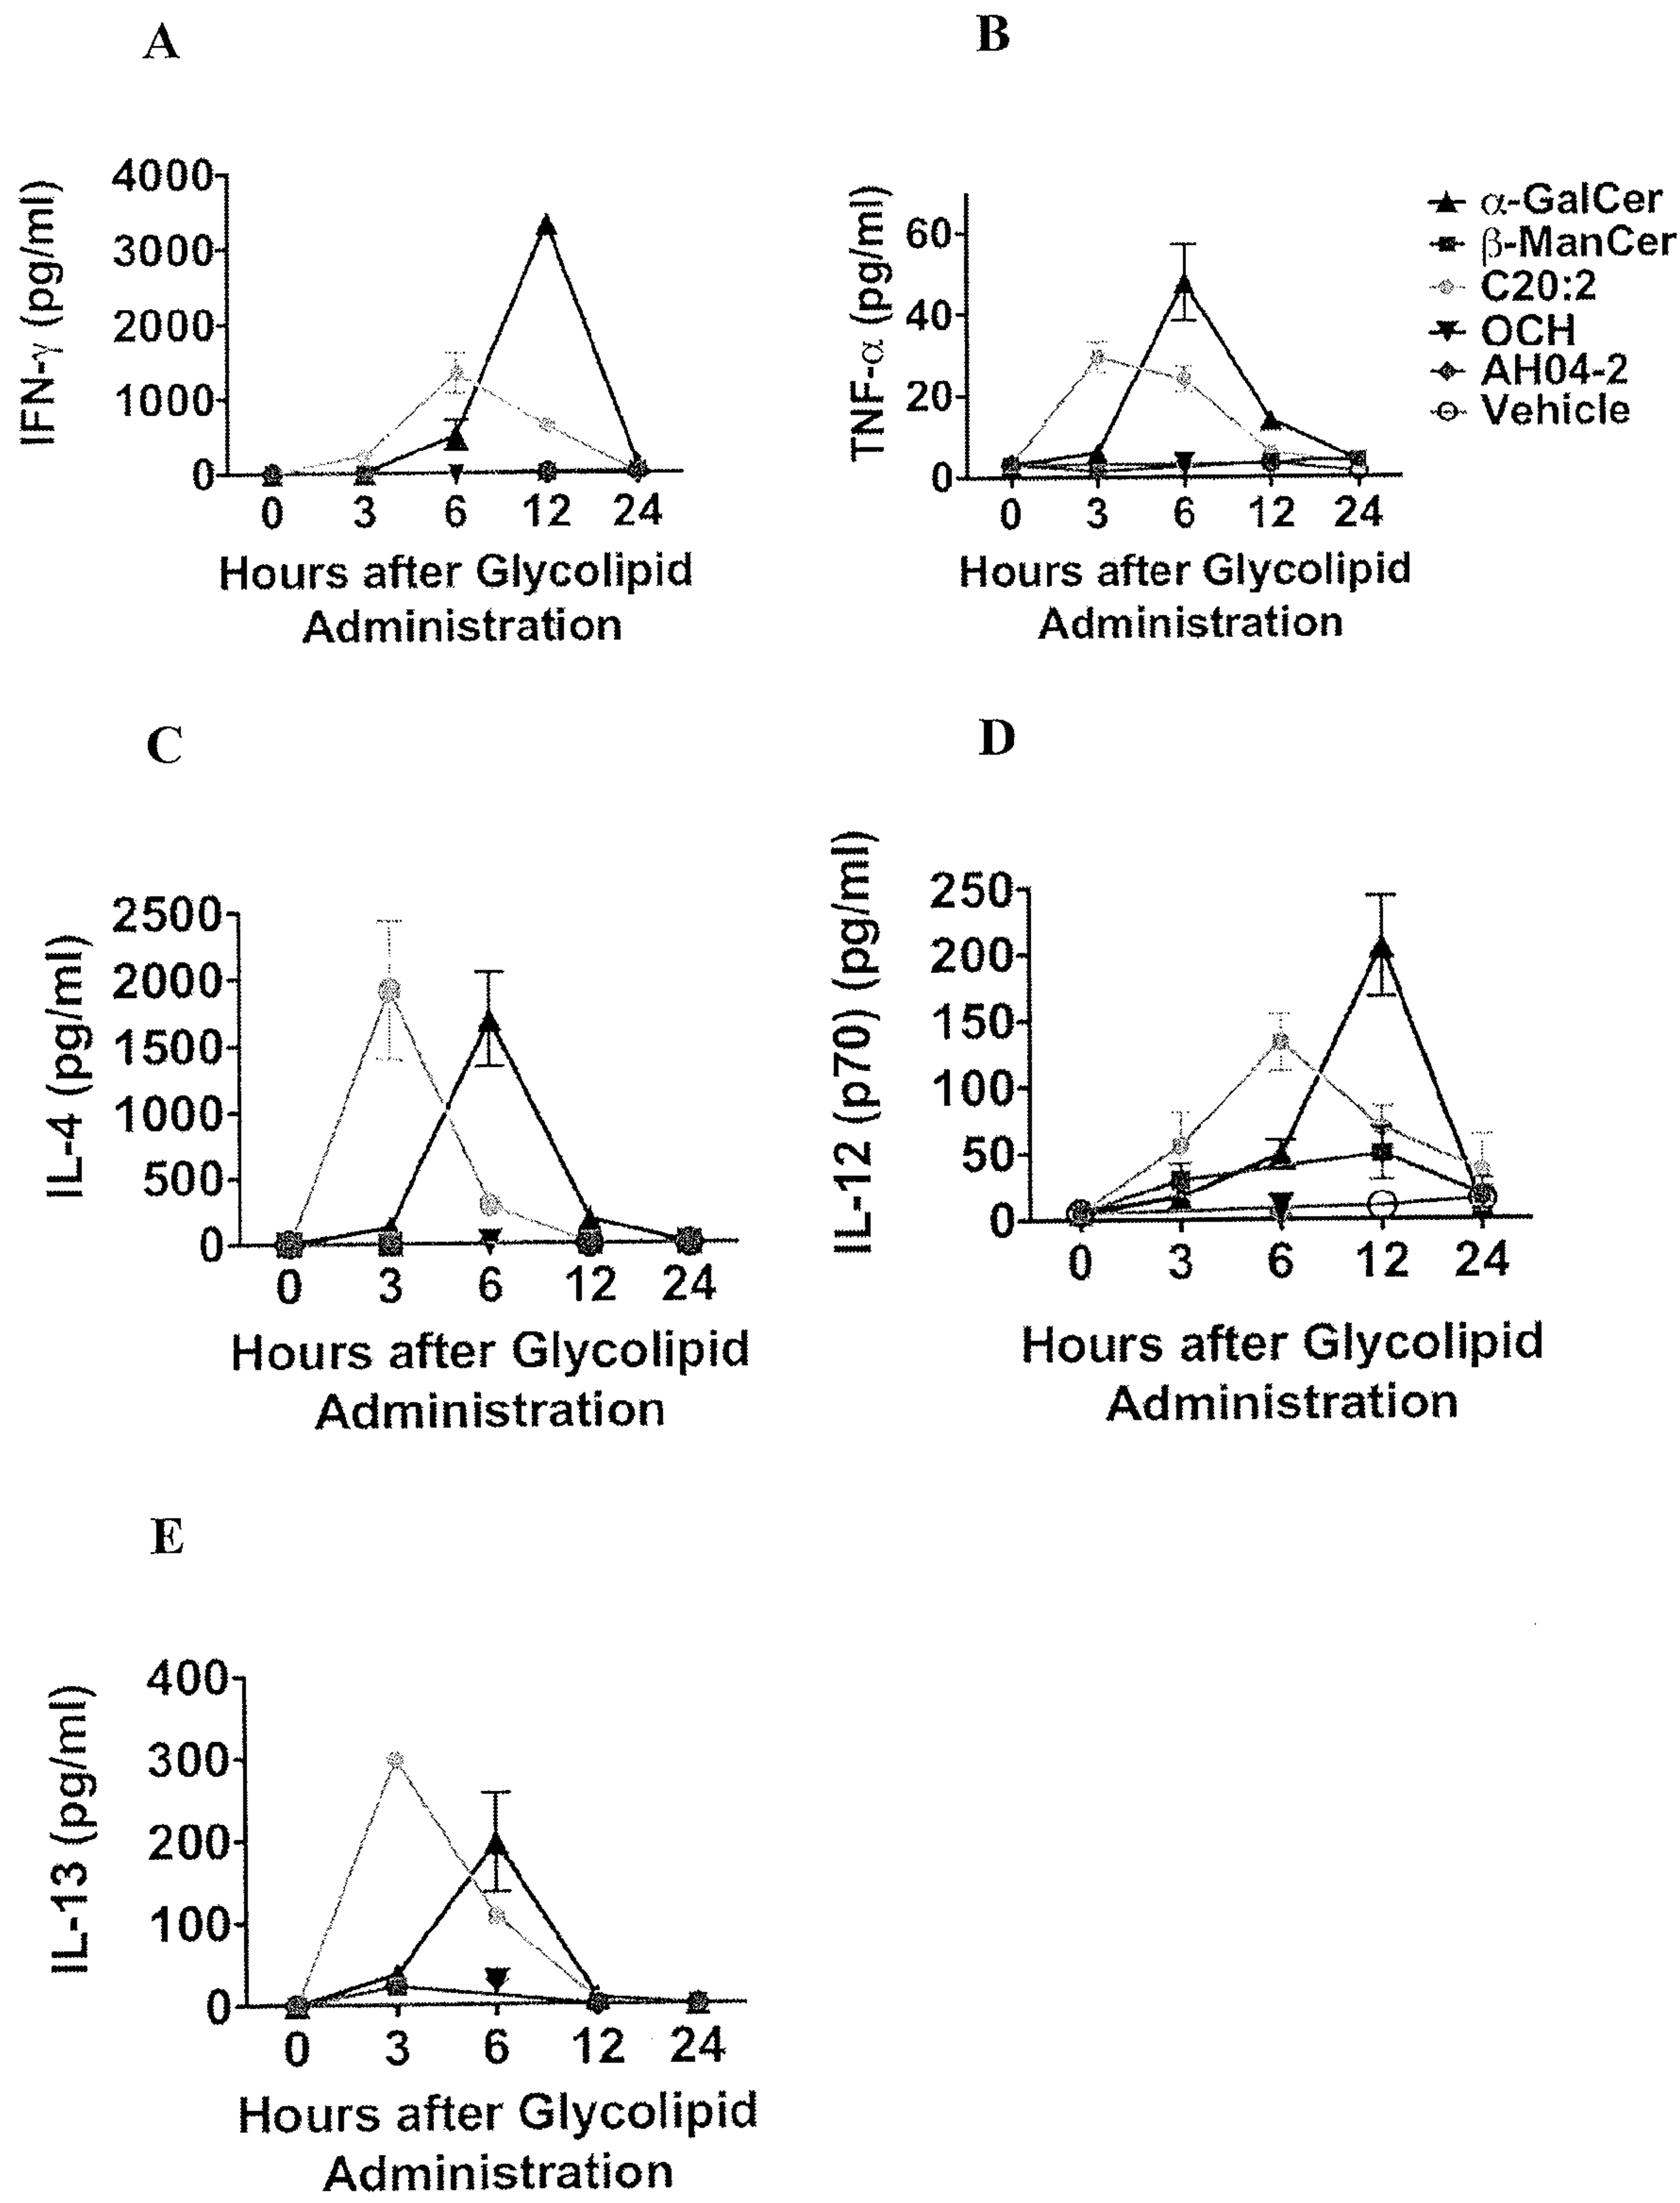 A
B
4000
3000
2000
1000
0
IFN-γ (pg/ml)
0 3 6 12 24
Hours after Glycolipid
Administration
60
40
20
0
TNF-α (pg/ml)
0 3 6 12 24
Hours after Glycolipid
Administration
α-GalCer
β-ManCer
C20:2
OCH
AH04-2
Vehicle
C
D
2500
2000
1500
1000
500
0
IL-4 (pg/ml)
0 3 6 12 24
Hours after Glycolipid
Administration
250
200
150
100
50
0
IL-12 (p70) (pg/ml)
0 3 6 12 24
Hours after Glycolipid
Administration
E
400
300
200
100
0
IL-13 (pg/ml)
0 3 6 12 24
Hours after Glycolipid
Administration